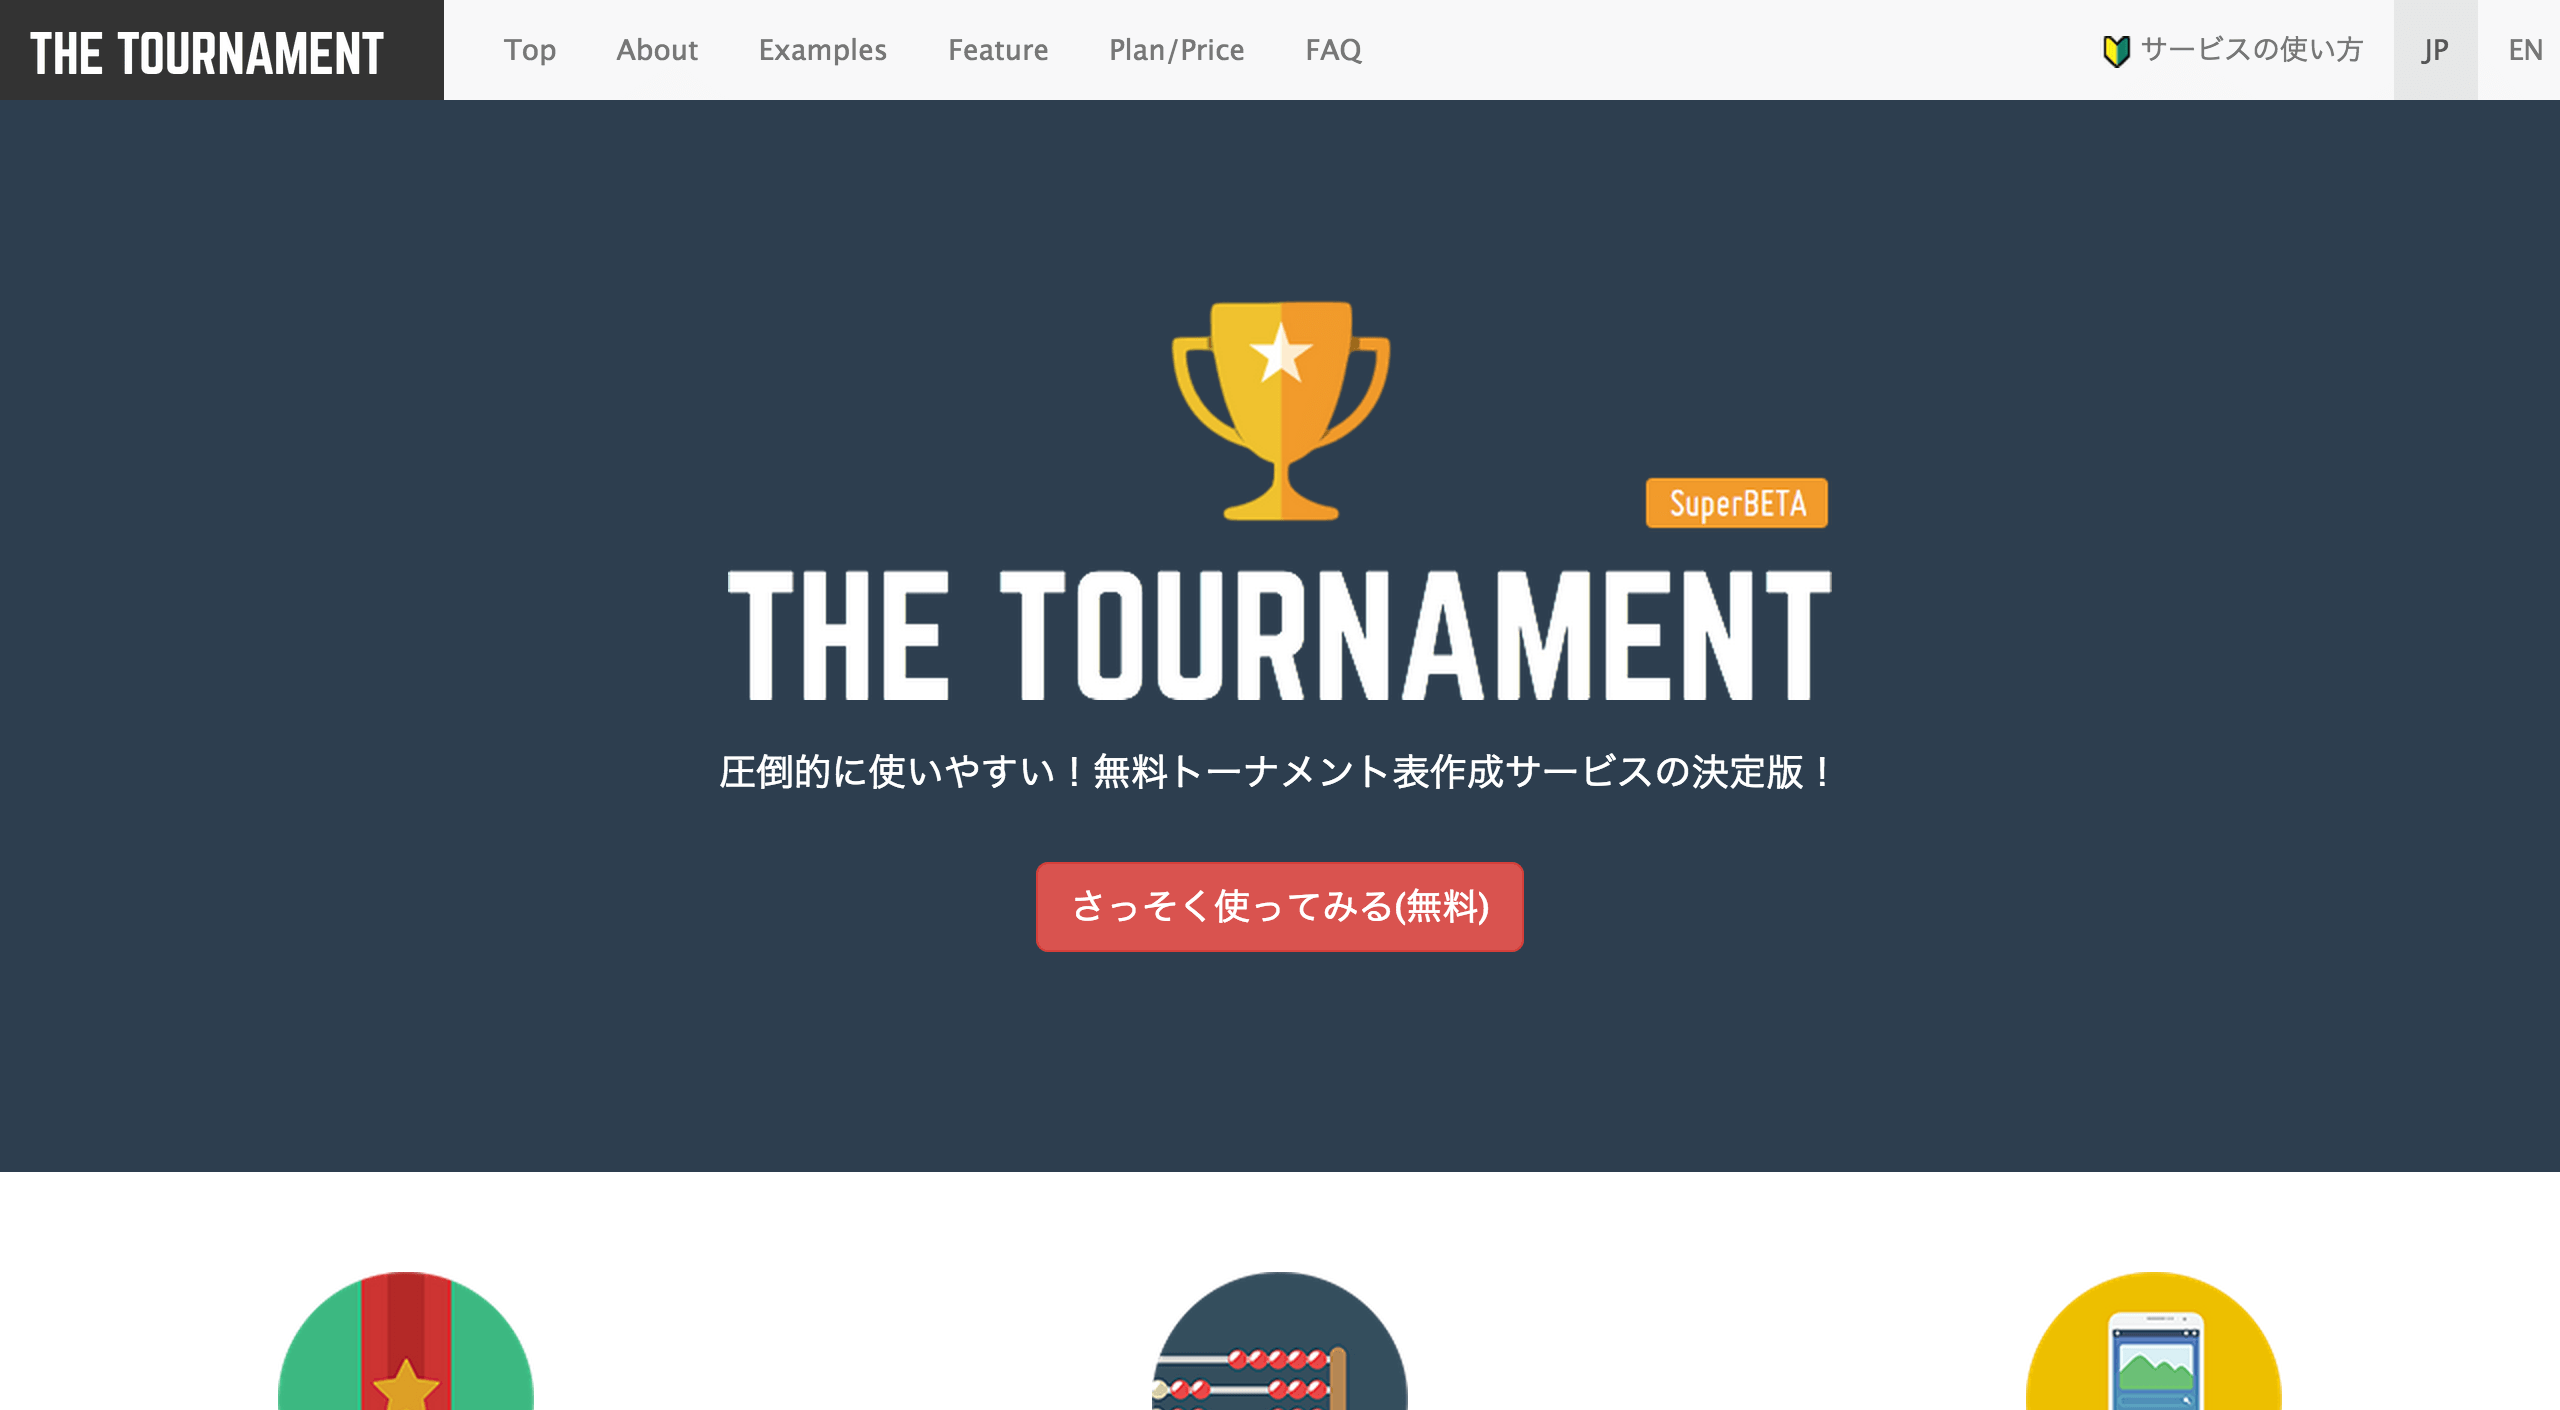 THE TOURNAMENT
Top About Examples Feature Plan/Price FAQ サービスの使い方 JP EN
SuperBETA
THE TOURNAMENT
圧倒的に使いやすい！無料トーナメント表作成サービスの決定版！
さっそく使ってみる(無料)